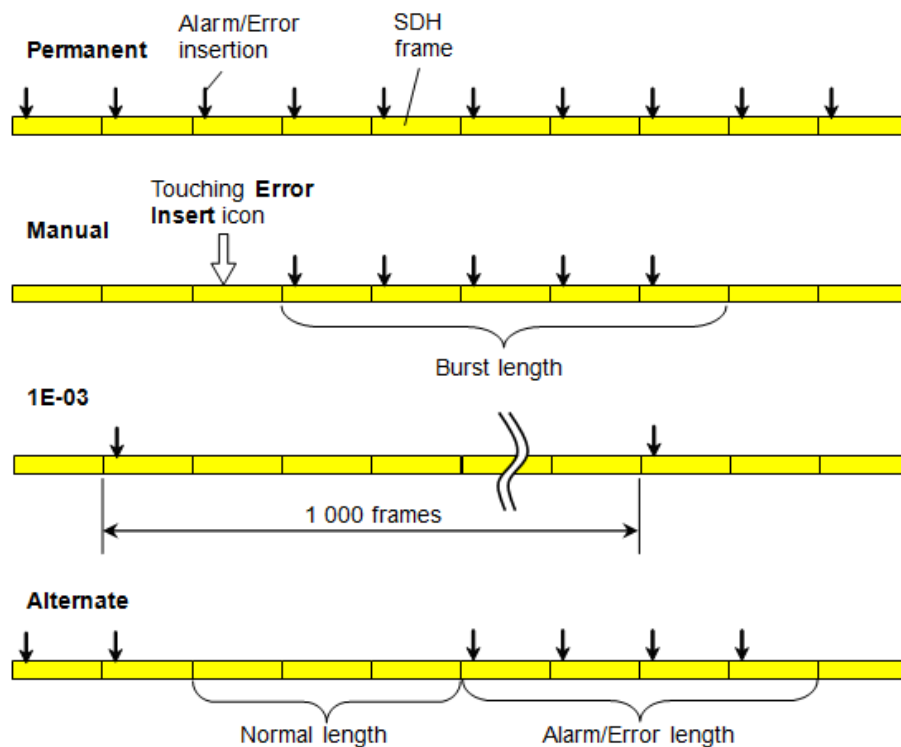 Permanent
Alarm/Error
insertion
SDH
frame
Manual
Touching Error
Insert icon
Burst length
1E-03
1 000 frames
Alternate
Normal length
Alarm/Error length